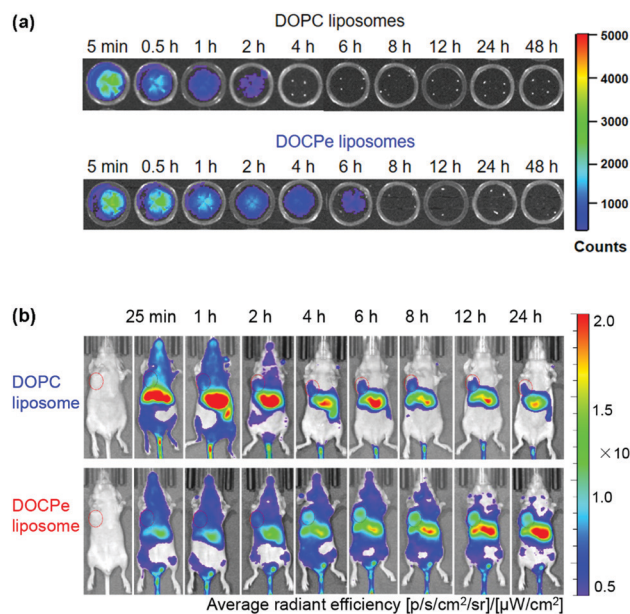 (a)
DOPC liposomes
5 min 0.5 h 1 h 2 h 4 h 6 h 8 h 12 h 24 h 48 h
DOCPe liposomes
5 min 0.5 h 1 h 2 h 4 h 6 h 8 h 12 h 24 h 48 h
5000
4000
3000
2000
1000
Counts
(b)
25 min 1 h 2 h 4 h 6 h 8 h 12 h 24 h
DOPC
liposome
DOCPe
liposome
2.0
1.5
× 10
1.0
0.5
Average radiant efficiency [p/s/cm²/sr]/[µW/cm²]